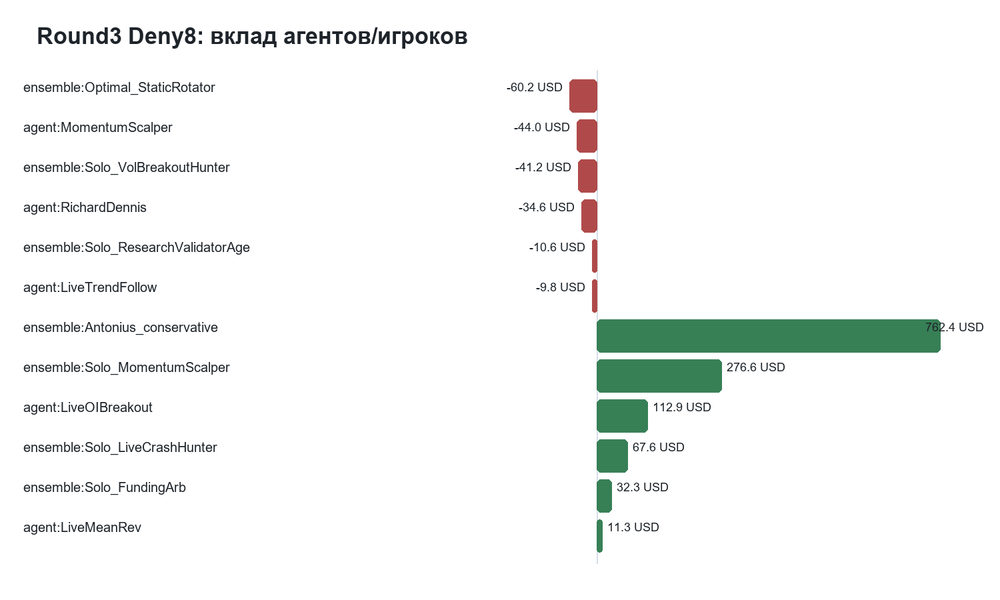 Round3 Deny8: вклад агентов/игроков
ensemble:Optimal_StaticRotator -60.2 USD
agent:MomentumScalper -44.0 USD
ensemble:Solo_VolBreakoutHunter -41.2 USD
agent:RichardDennis -34.6 USD
ensemble:Solo_ResearchValidatorAge -10.6 USD
agent:LiveTrendFollow -9.8 USD
ensemble:Antonius_conservative 762.4 USD
ensemble:Solo_MomentumScalper 276.6 USD
agent:LiveOIBreakout 112.9 USD
ensemble:Solo_LiveCrashHunter 67.6 USD
ensemble:Solo_FundingArb 32.3 USD
agent:LiveMeanRev 11.3 USD